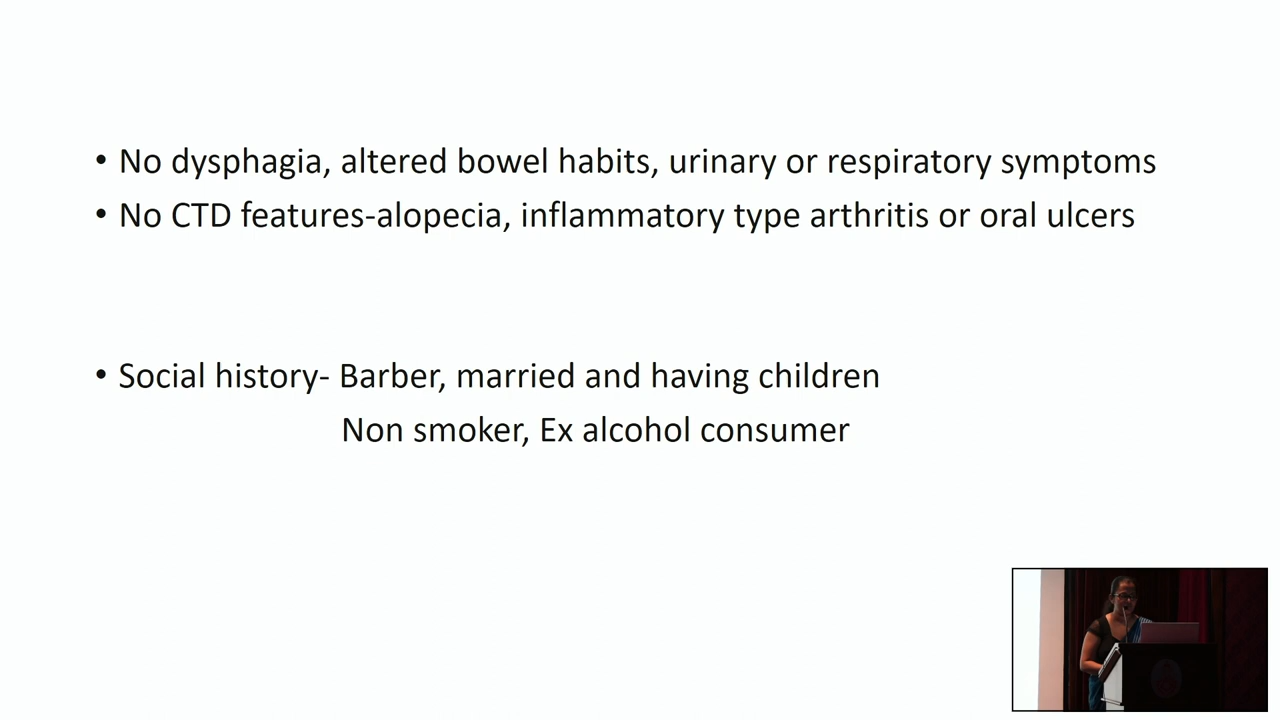 • No dysphagia, altered bowel habits, urinary or respiratory symptoms
• No CTD features-alopecia, inflammatory type arthritis or oral ulcers
• Social history- Barber, married and having children
Non smoker, Ex alcohol consumer